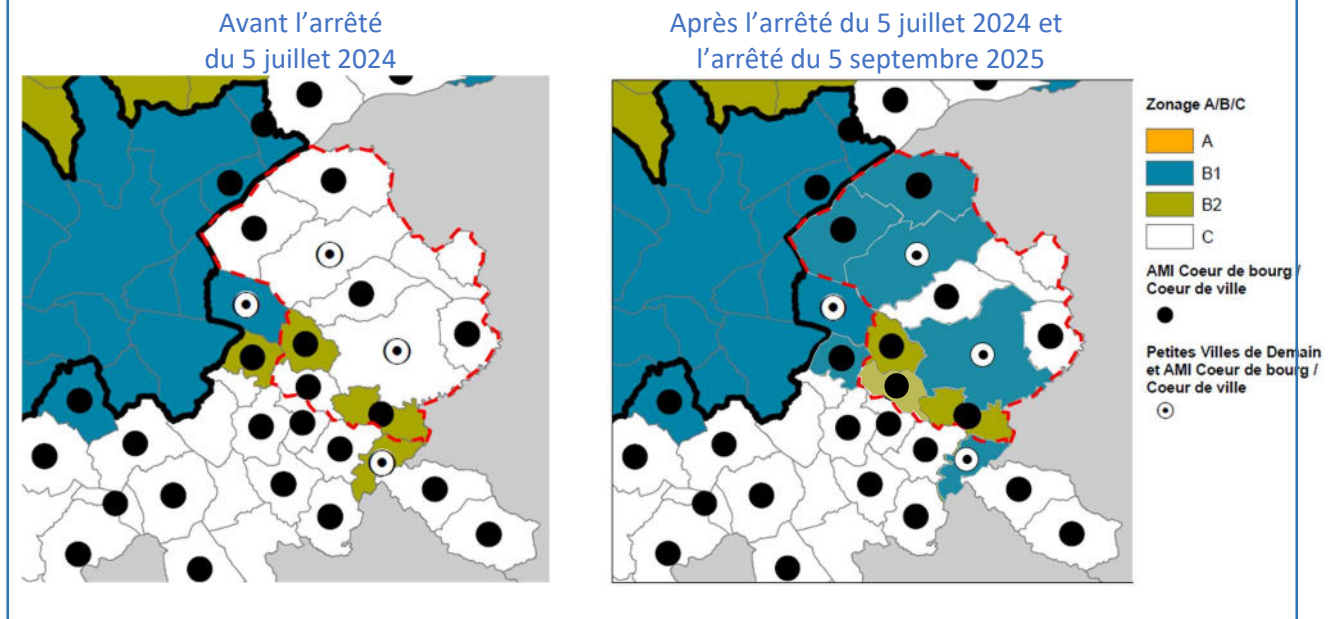 Avant l’arrêté
du 5 juillet 2024
Après l’arrêté du 5 juillet 2024 et
l’arrêté du 5 septembre 2025
Zonage A/B/C
A
B1
B2
C
AMI Coeur de bourg /
Coeur de ville
Petites Villes de Demain
et AMI Coeur de bourg /
Coeur de ville